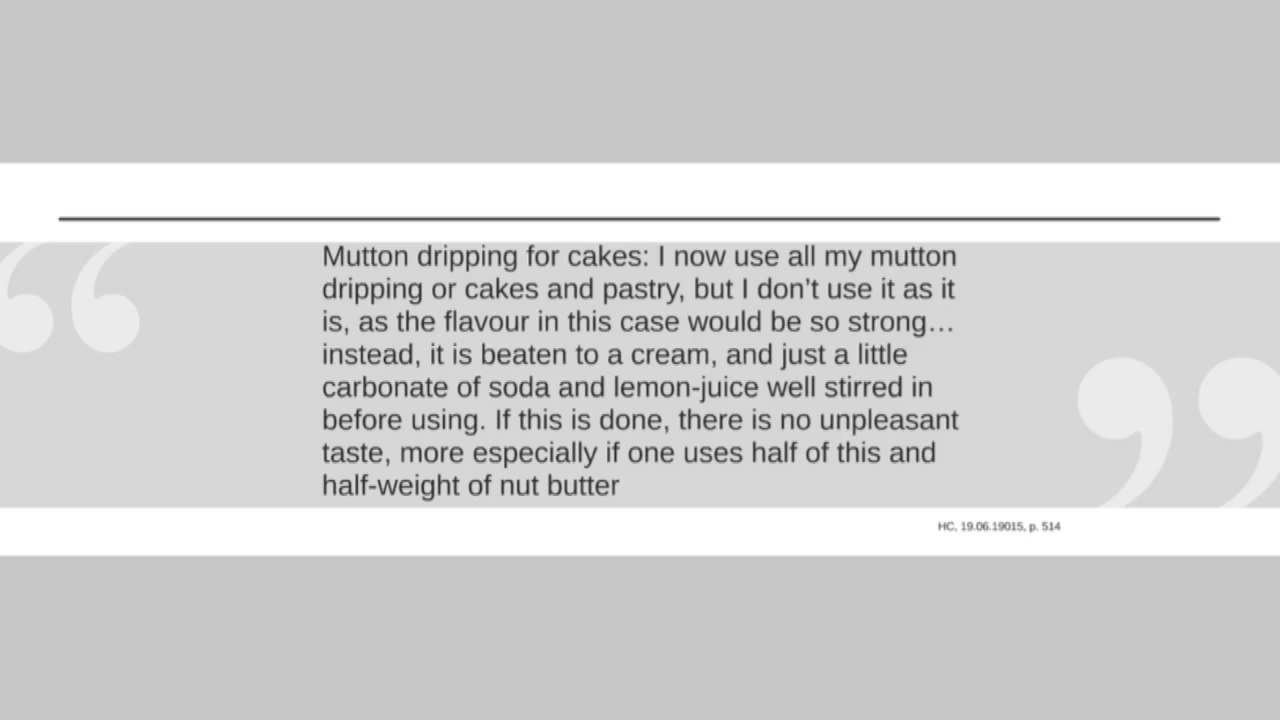 Mutton dripping for cakes: I now use all my mutton
dripping or cakes and pastry, but I don’t use it as it
is, as the flavour in this case would be so strong…
instead, it is beaten to a cream, and just a little
carbonate of soda and lemon-juice well stirred in
before using. If this is done, there is no unpleasant
taste, more especially if one uses half of this and
half-weight of nut butter
HC, 19.06.19015, p. 514